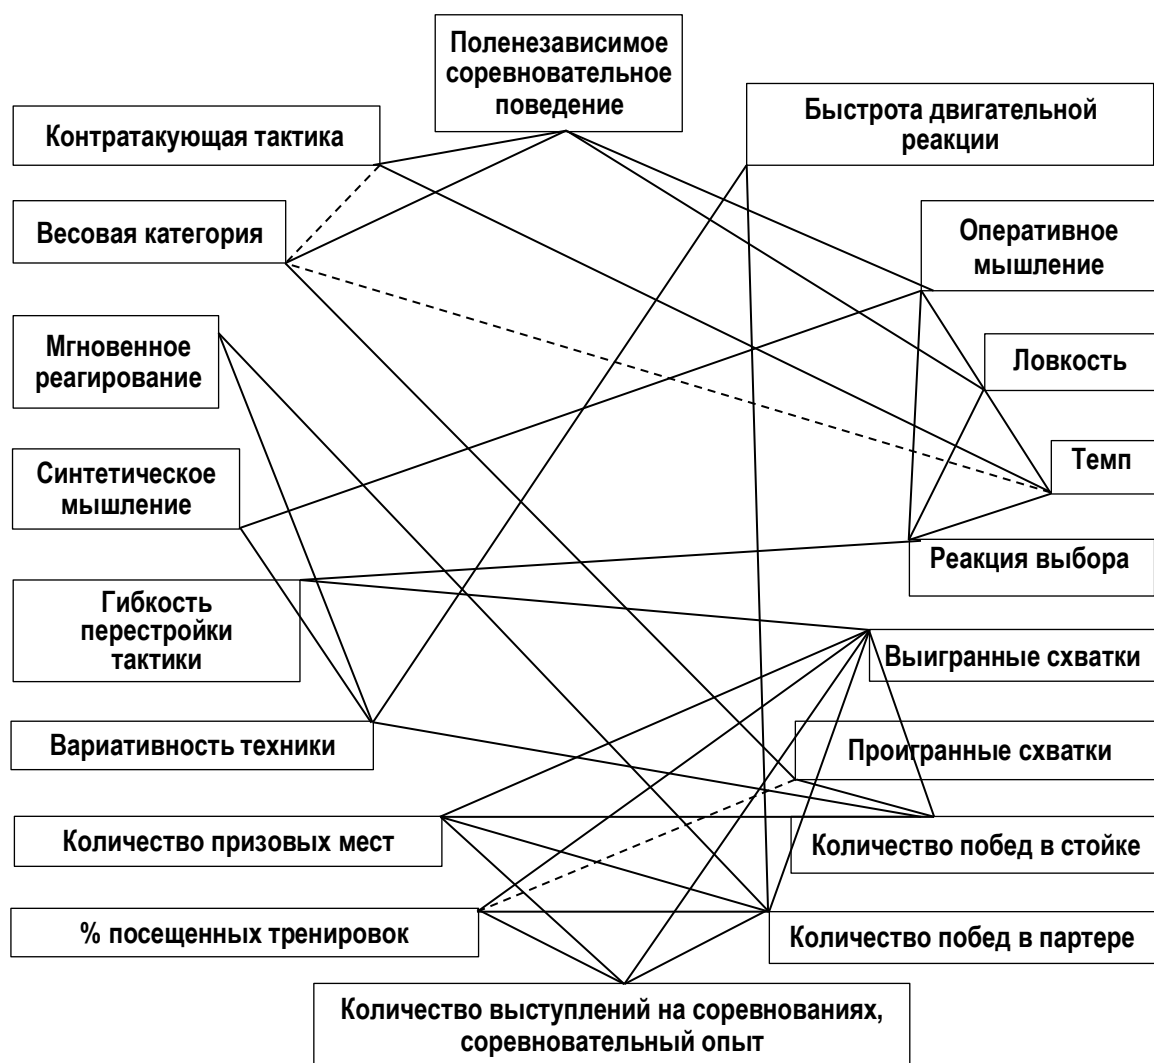 Поленезависимое
соревновательное
поведение
Быстрота двигательной
реакции
Контратакующая тактика
Весовая категория
Оперативное
мышление
Мгновенное
реагирование
Ловкость
Синтетическое
мышление
Темп
Реакция выбора
Гибкость
перестройки
тактики
Выигранные схватки
Вариативность техники
Проигранные схватки
Количество призовых мест
Количество побед в стойке
% посещенных тренировок
Количество побед в партере
Количество выступлений на соревнованиях,
соревновательный опыт